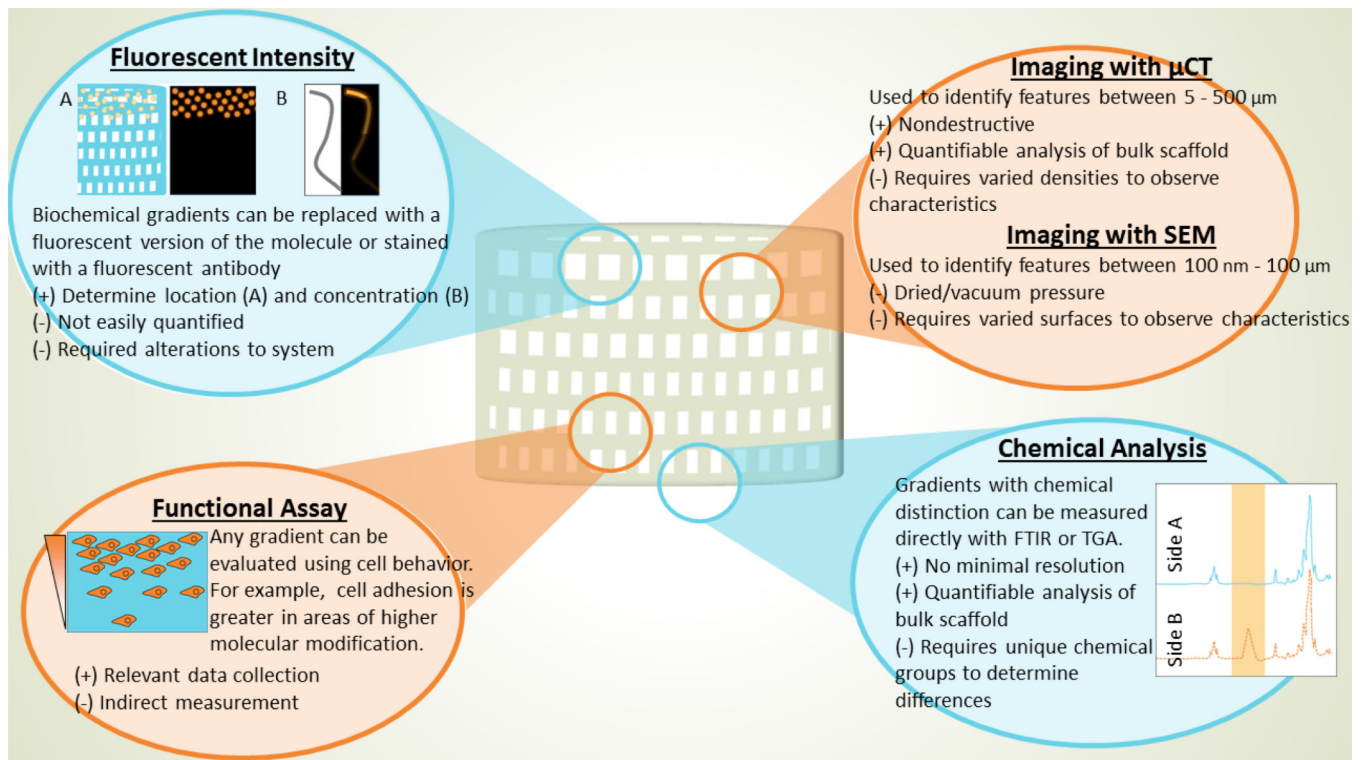 Fluorescent Intensity
A
B
Biochemical gradients can be replaced with a
fluorescent version of the molecule or stained
with a fluorescent antibody
(+) Determine location (A) and concentration (B)
(-) Not easily quantified
(-) Required alterations to system
Imaging with µCT
Used to identify features between 5 - 500 µm
(+) Nondestructive
(+) Quantifiable analysis of bulk scaffold
(-) Requires varied densities to observe
characteristics
Imaging with SEM
Used to identify features between 100 nm - 100 µm
(-) Dried/vacuum pressure
(-) Requires varied surfaces to observe characteristics
Functional Assay
Any gradient can be
evaluated using cell behavior.
For example, cell adhesion is
greater in areas of higher
molecular modification.
(+) Relevant data collection
(-) Indirect measurement
Chemical Analysis
Gradients with chemical
distinction can be measured
directly with FTIR or TGA.
(+) No minimal resolution
(+) Quantifiable analysis of
bulk scaffold
(-) Requires unique chemical
groups to determine
differences
Side A
Side B